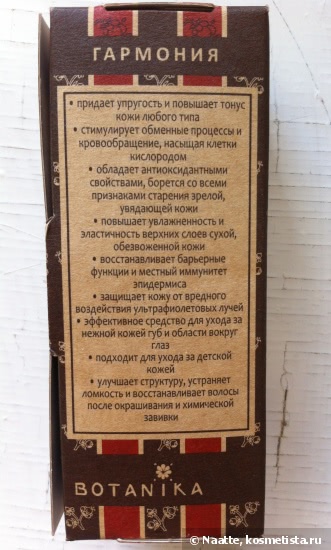 ГАРМОНИЯ
• придает упругость и повышает тонус
кожи любого типа
• стимулирует обменные процессы и
кровообращение, насыщая клетки
кислородом
• обладает антиоксидантными
свойствами, борется со всеми
признаками старения зрелой,
увядающей кожи
• повышает увлажненность и
эластичность верхних слоев сухой,
обезвоженной кожи
• восстанавливает барьерные
функции и местный иммунитет
эпидермиса
• защищает кожу от вредного
воздействия ультрафиолетовых лучей
• эффективное средство для ухода за
нежной кожей губ и области вокруг
глаз
• подходит для ухода за детской
кожей
• улучшает структуру, устраняет
ломкость и восстанавливает волосы
после окрашивания и химической
завивки
BOTANIKA
© Naatte, kosmetista.ru